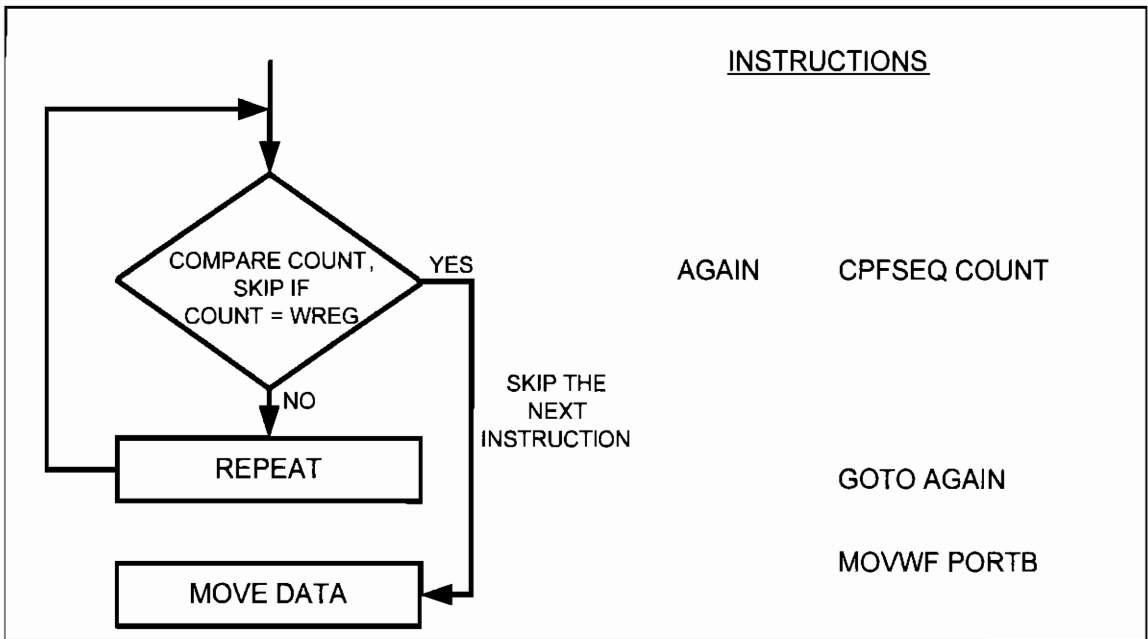 INSTRUCTIONS
COMPARE COUNT,
SKIP IF
COUNT = WREG
YES
NO
SKIP THE
NEXT
INSTRUCTION
REPEAT
MOVE DATA
AGAIN CPFSEQ COUNT
GOTO AGAIN
MOVWF PORTB